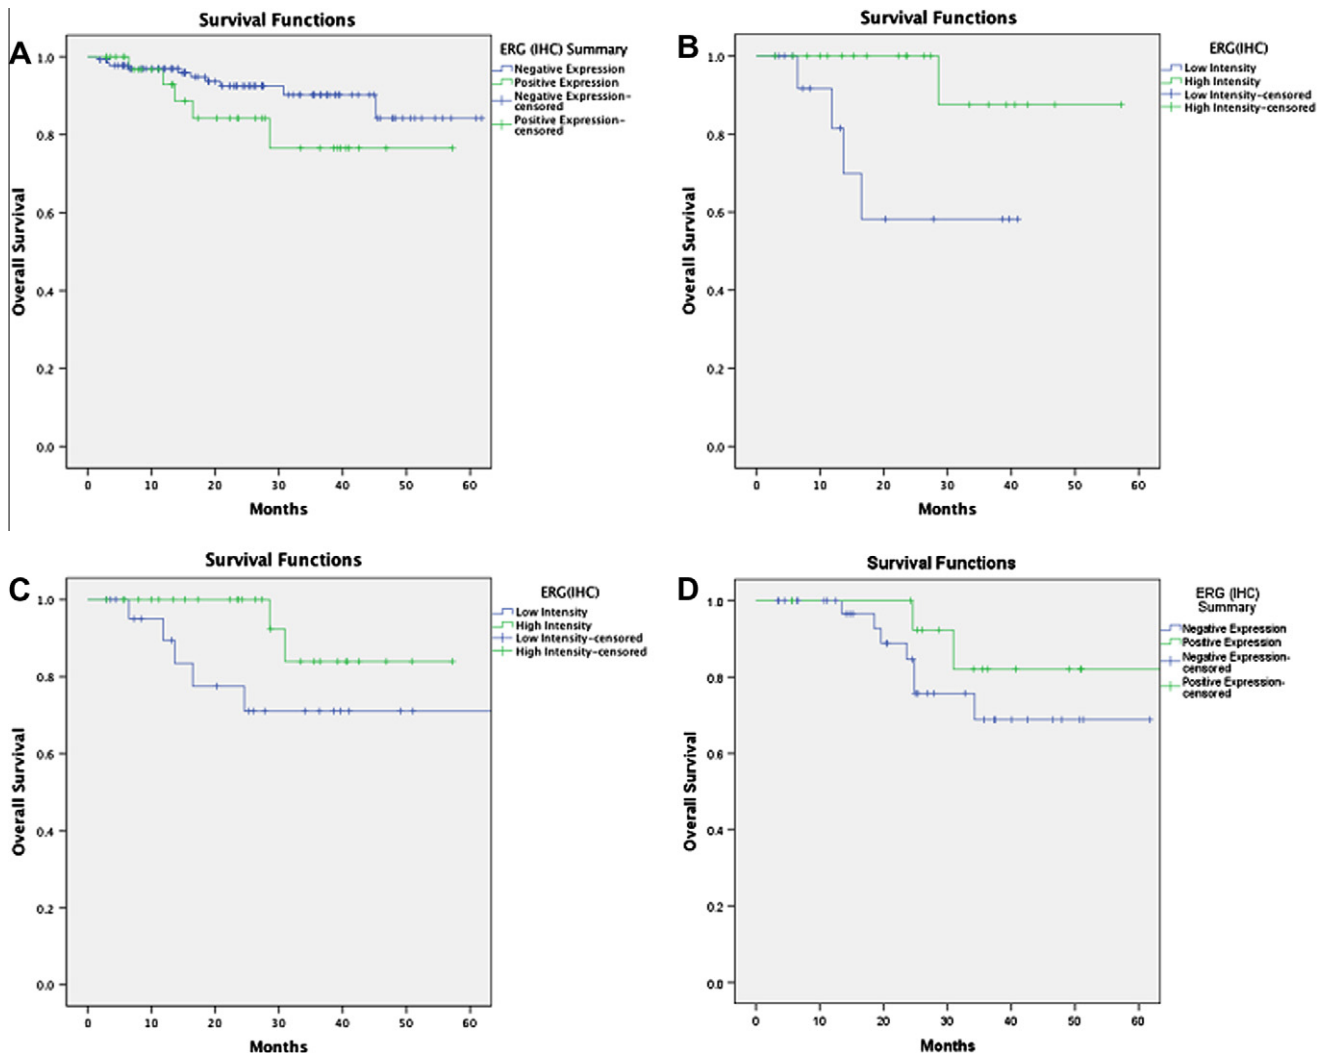 A
Survival Functions
ERG (IHC) Summary
Negative Expression
Positive Expression
Negative Expression-
censored
Positive Expression-
censored
1.0
0.8
0.6
0.4
0.2
0.0
Overall Survival
0 10 20 30 40 50 60
Months
B
Survival Functions
ERG(IHC)
Low Intensity
High Intensity
Low Intensity-censored
High Intensity-censored
1.0
0.8
0.6
0.4
0.2
0.0
Overall Survival
0 10 20 30 40 50 60
Months
C
Survival Functions
ERG(IHC)
Low Intensity
High Intensity
Low Intensity-censored
High Intensity-censored
1.0
0.8
0.6
0.4
0.2
0.0
Overall Survival
0 10 20 30 40 50 60
Months
D
Survival Functions
ERG (IHC)
Summary
Negative Expression
Positive Expression
Negative Expression-
censored
Positive Expression-
censored
1.0
0.8
0.6
0.4
0.2
0.0
Overall Survival
0 10 20 30 40 50 60
Months